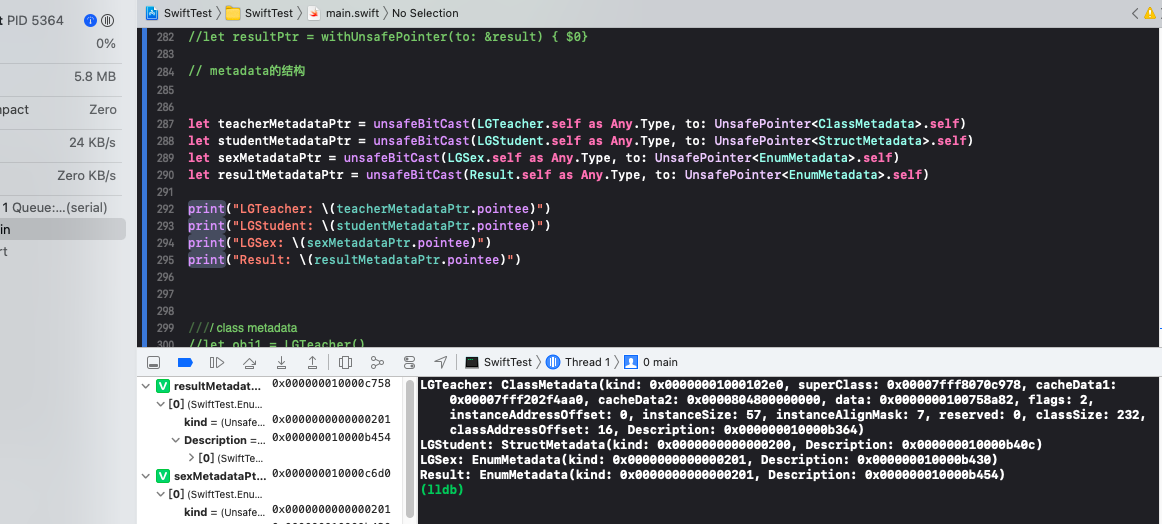 t PID 5364
0%
5.8 MB
npact Zero
24 KB/s
Zero KB/s
1 Queue:...(serial)
in
rt
SwiftTest SwiftTest main.swift No Selection
282 //let resultPtr = withUnsafePointer(to: &result) { $0}
283
284 // metadata的结构
285
286
287 let teacherMetadataPtr = unsafeBitCast(LGTeacher.self as Any.Type, to: UnsafePointer<ClassMetadata>.self)
288 let studentMetadataPtr = unsafeBitCast(LGStudent.self as Any.Type, to: UnsafePointer<StructMetadata>.self)
289 let sexMetadataPtr = unsafeBitCast(LGSex.self as Any.Type, to: UnsafePointer<EnumMetadata>.self)
290 let resultMetadataPtr = unsafeBitCast(Result.self as Any.Type, to: UnsafePointer<EnumMetadata>.self)
291
292 print("LGTeacher: \(teacherMetadataPtr.pointee)")
293 print("LGStudent: \(studentMetadataPtr.pointee)")
294 print("LGSex: \(sexMetadataPtr.pointee)")
295 print("Result: \(resultMetadataPtr.pointee)")
296
297
298
299 //// class metadata
300 //let obj1 = LGTeacher()
SwiftTest Thread 1 0 main
resultMetadat... 0x000000010000c758
[0] (SwiftTest.Enu...
kind = (Unsafe... 0x0000000000000201
Description =... 0x000000010000b454
[0] (SwiftTe...
sexMetadataPt... 0x000000010000c6d0
[0] (SwiftTest.Enu...
kind = (Unsafe... 0x0000000000000201
LGTeacher: ClassMetadata(kind: 0x00000001000102e0, superClass: 0x00007fff8070c978, cacheData1:
0x00007fff202f4aa0, cacheData2: 0x0000804800000000, data: 0x0000000100758a82, flags: 2,
instanceAddressOffset: 0, instanceSize: 57, instanceAlignMask: 7, reserved: 0, classSize: 232,
classAddressOffset: 16, Description: 0x000000010000b364)
LGStudent: StructMetadata(kind: 0x0000000000000200, Description: 0x000000010000b40c)
LGSex: EnumMetadata(kind: 0x0000000000000201, Description: 0x000000010000b430)
Result: EnumMetadata(kind: 0x0000000000000201, Description: 0x000000010000b454)
(lldb)